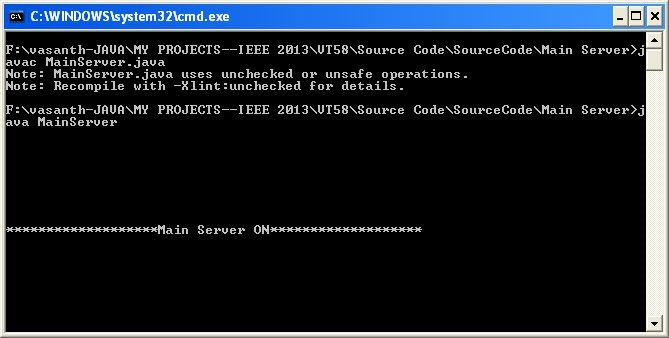 C:\WINDOWS\system32\cmd.exe
F:\vasanth-JAVA\MY PROJECTS--IEEE 2013\VT58\Source Code\SourceCode\Main Server>j
avac MainServer.java
Note: MainServer.java uses unchecked or unsafe operations.
Note: Recompile with -Xlint:unchecked for details.
F:\vasanth-JAVA\MY PROJECTS--IEEE 2013\VT58\Source Code\SourceCode\Main Server>j
ava MainServer
*******************Main Server ON*******************